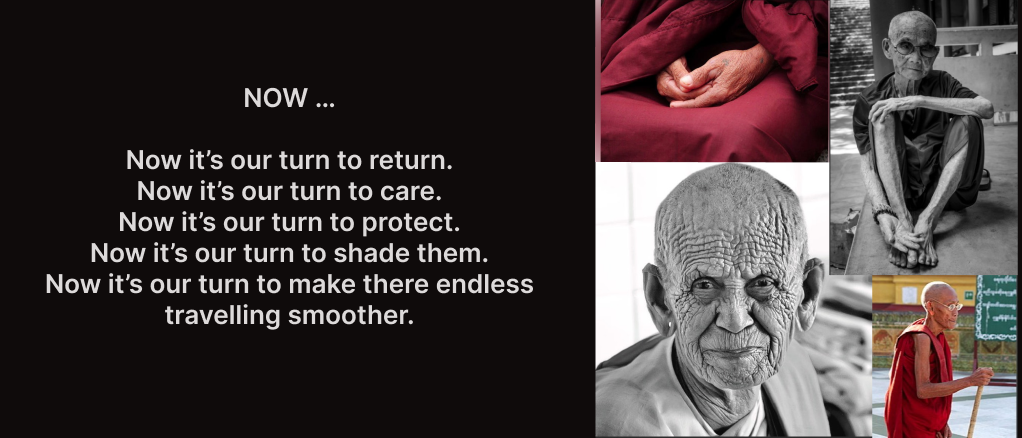 NOW ...
Now it’s our turn to return.
Now it’s our turn to care.
Now it’s our turn to protect.
Now it’s our turn to shade them.
Now it’s our turn to make there endless
travelling smoother.